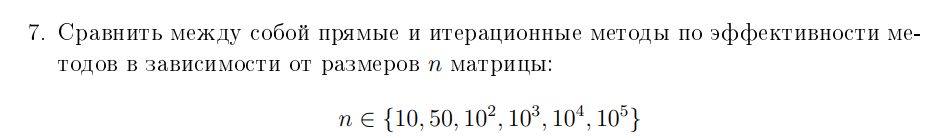 7. Сравнить между собой прямые и итерационные методы по эффективности ме-
тодов в зависимости от размеров n матрицы:
n ∈ {10, 50, 10², 10³, 10⁴, 10⁵}